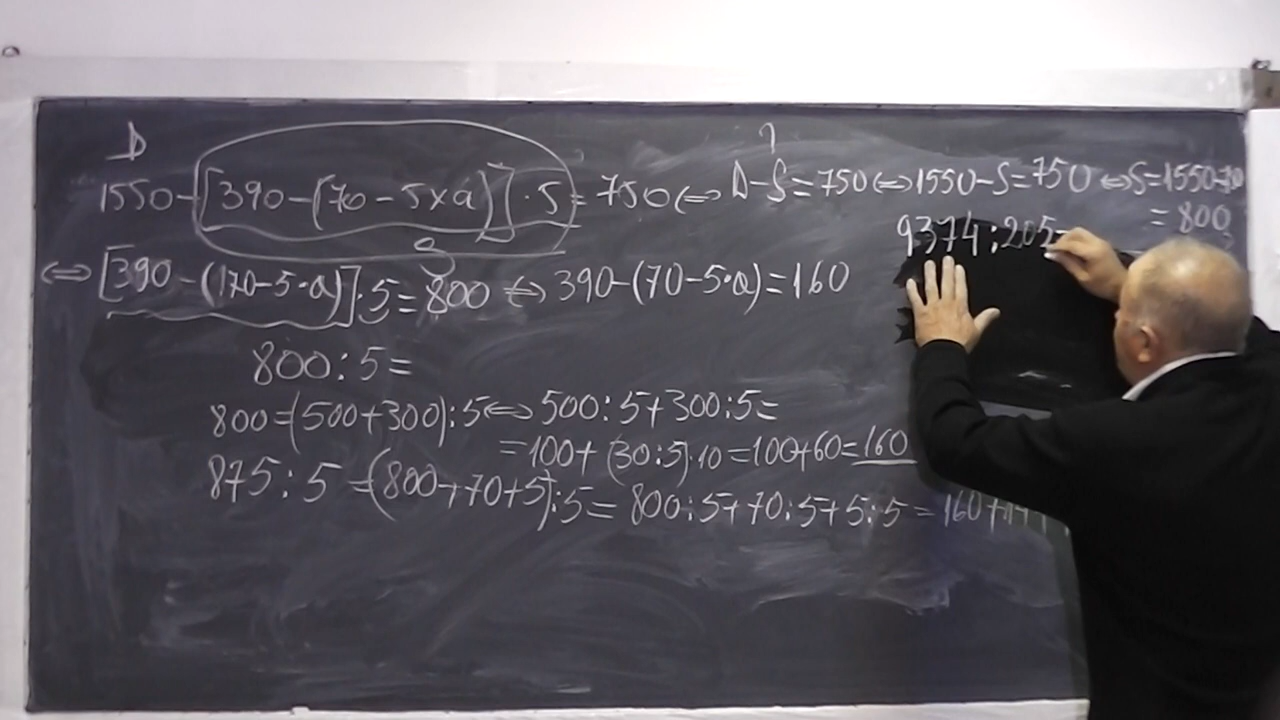 D
1550-[390-(70-5×a)]·5=750⇔ D-S=750⇔1550-S=750⇔S=1550-
=800
9374:205
⇔[390-(70-5·a)]·5=800⇔390-(70-5·a)=160
800:5=
800=(500+300):5⇔500:5+300:5=
=100+(30:5)·10=100+60=160
875:5=(800+70+5):5=800:5+70:5+5:5=160+14